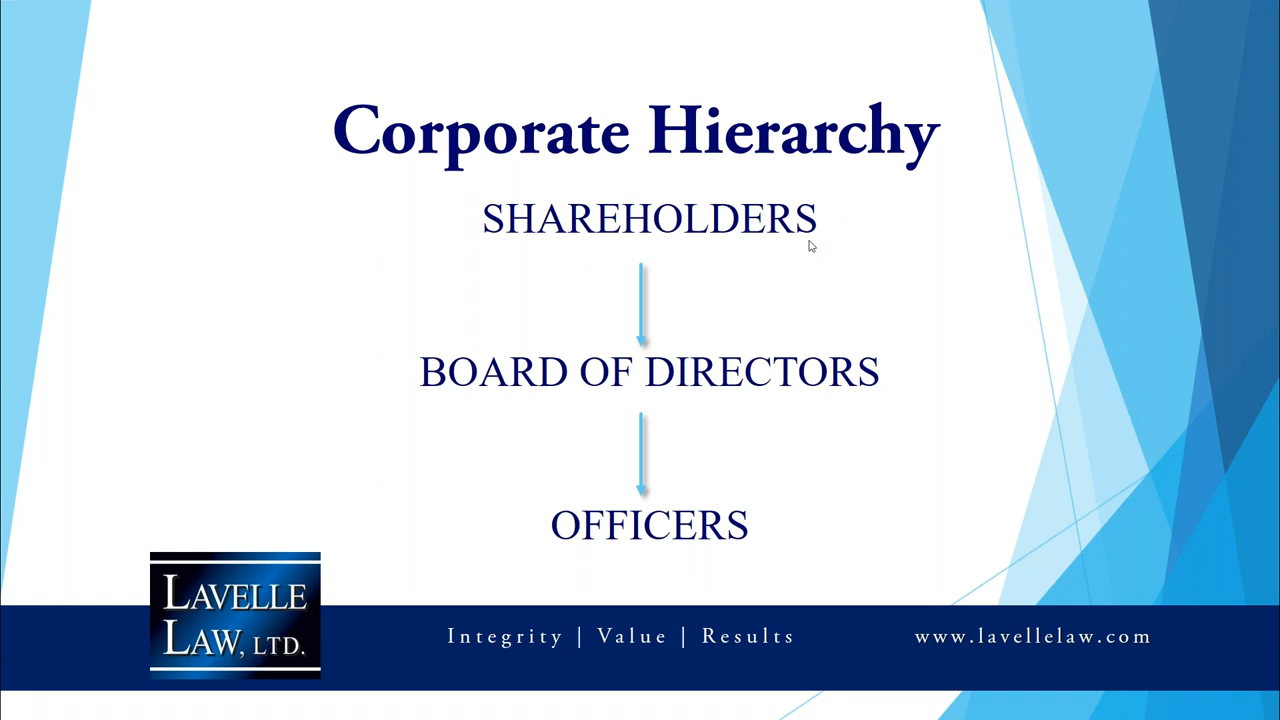 Corporate Hierarchy
SHAREHOLDERS
BOARD OF DIRECTORS
OFFICERS
LAVELLE
LAW, LTD.
Integrity | Value | Results
www.lavellelaw.com